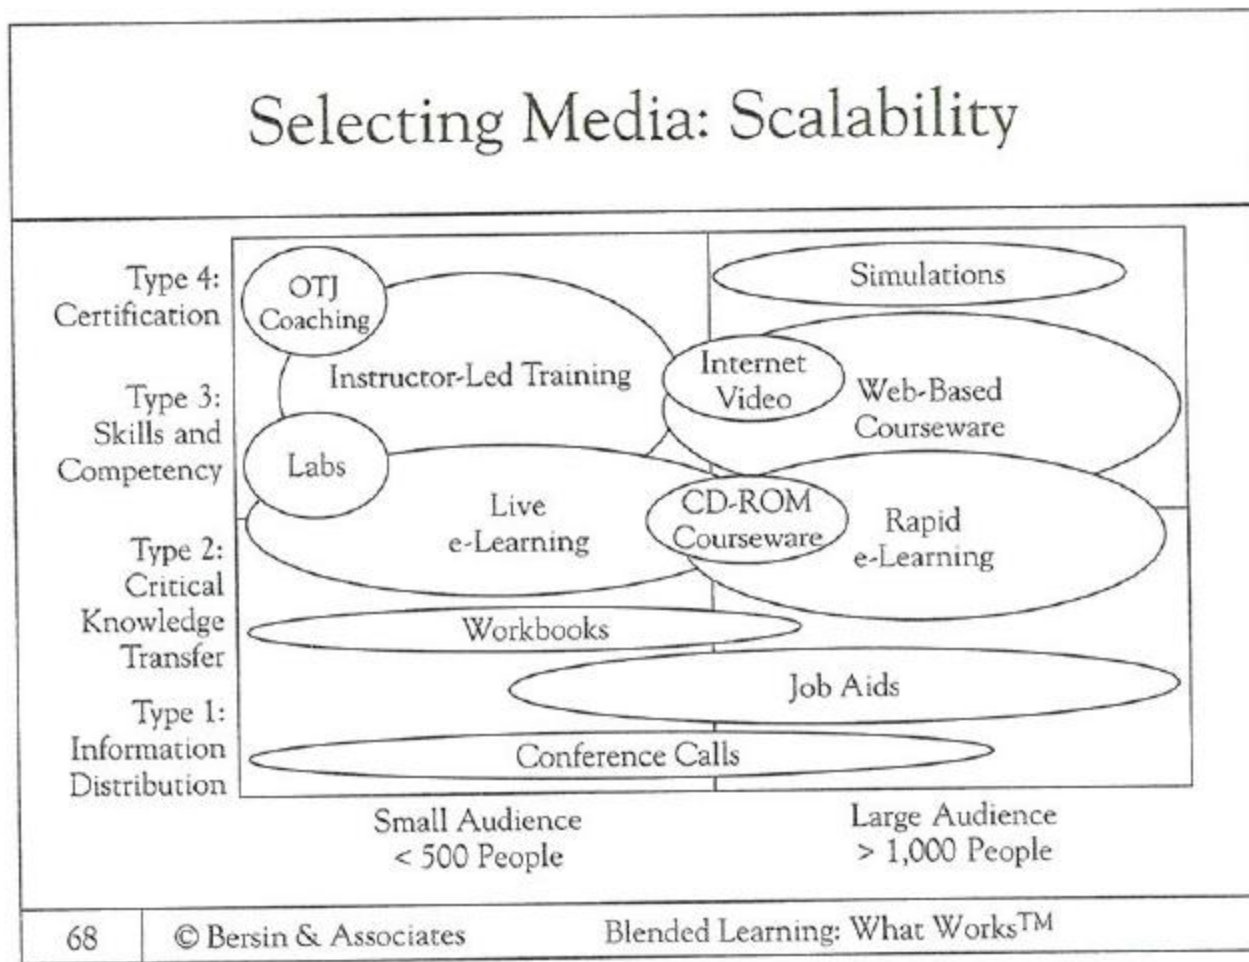 Selecting Media: Scalability
Type 4:
Certification
Type 3:
Skills and
Competency
Type 2:
Critical
Knowledge
Transfer
Type 1:
Information
Distribution
OTJ
Coaching
Instructor-Led Training
Labs
Live
e-Learning
Simulations
Internet
Video
Web-Based
Courseware
CD-ROM
Courseware
Rapid
e-Learning
Workbooks
Job Aids
Conference Calls
Small Audience
< 500 People
Large Audience
> 1,000 People
68
© Bersin & Associates
Blended Learning: What Works™